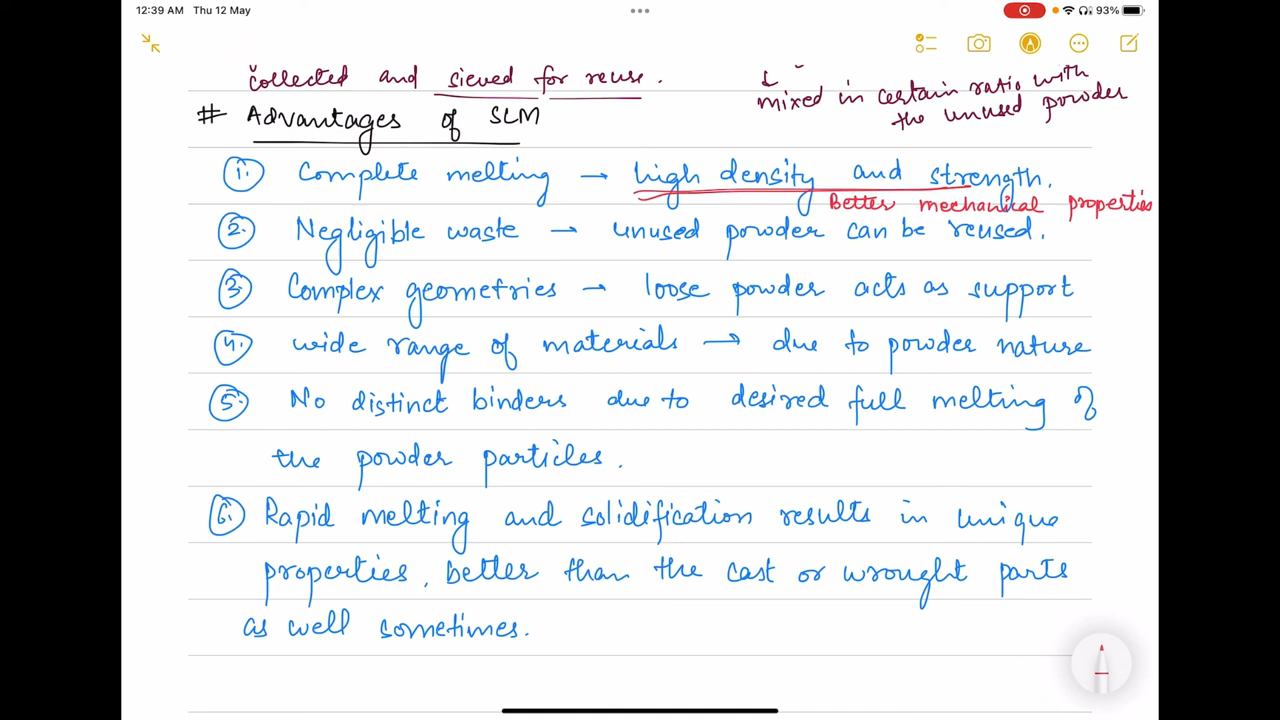 12:39 AM Thu 12 May
93%
collected and sieved for reuse.
mixed in certain ratio with
the unused powder
# Advantages of SLM
1. Complete melting → high density and strength.
Better mechanical properties
2. Negligible waste → unused powder can be reused.
3. Complex geometries → loose powder acts as support
4. wide range of materials → due to powder nature
5. No distinct binders due to desired full melting of
the powder particles.
6. Rapid melting and solidification results in unique
properties, better than the cast or wrought parts
as well sometimes.